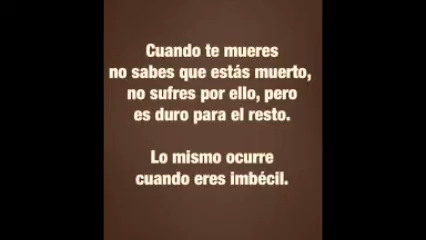 Cuando te mueres
no sabes que estás muerto,
no sufres por ello, pero
es duro para el resto.
Lo mismo ocurre
cuando eres imbécil.